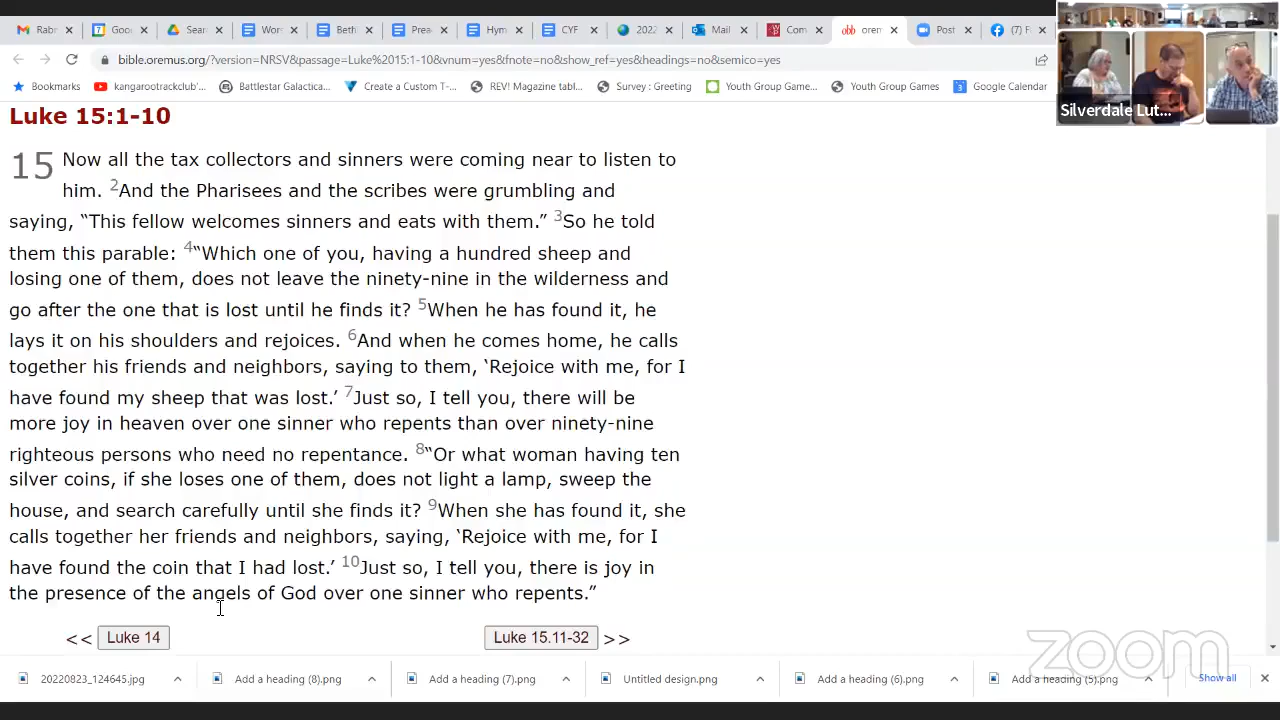 Rabr
Goo
Sear
Wor
Betl
Prea
Hym
CYF
2022
Mail
Com
orem
Post
(7) F
bible.oremus.org/?version=NRSV&passage=Luke%2015:1-10&vnum=yes&fnote=no&show_ref=yes&headings=no&semico=yes
Bookmarks kangarootrackclub'... Battlestar Galactica... Create a Custom T-... REV! Magazine tabl... Survey : Greeting Youth Group Game... Youth Group Games Google Calendar
Silverdale Lut...
Luke 15:1-10
15 Now all the tax collectors and sinners were coming near to listen to
him. 2And the Pharisees and the scribes were grumbling and
saying, “This fellow welcomes sinners and eats with them.” 3So he told
them this parable: 4“Which one of you, having a hundred sheep and
losing one of them, does not leave the ninety-nine in the wilderness and
go after the one that is lost until he finds it? 5When he has found it, he
lays it on his shoulders and rejoices. 6And when he comes home, he calls
together his friends and neighbors, saying to them, ‘Rejoice with me, for I
have found my sheep that was lost.’ 7Just so, I tell you, there will be
more joy in heaven over one sinner who repents than over ninety-nine
righteous persons who need no repentance. 8“Or what woman having ten
silver coins, if she loses one of them, does not light a lamp, sweep the
house, and search carefully until she finds it? 9When she has found it, she
calls together her friends and neighbors, saying, ‘Rejoice with me, for I
have found the coin that I had lost.’ 10Just so, I tell you, there is joy in
the presence of the angels of God over one sinner who repents.”
<< Luke 14 Luke 15.11-32 >>
zoom
20220823_124645.jpg Add a heading (8).png Add a heading (7).png Untitled design.png Add a heading (6).png Add a heading (5).png Show all